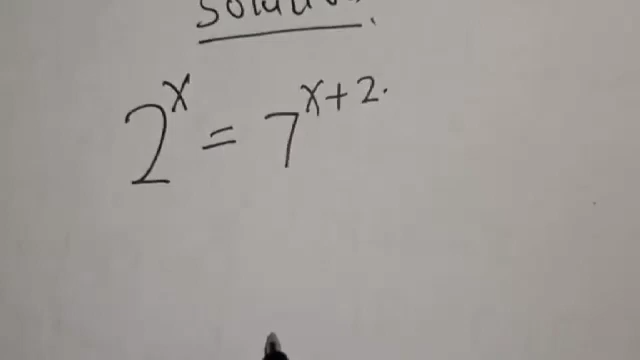 2^x = 7^{x+2}.